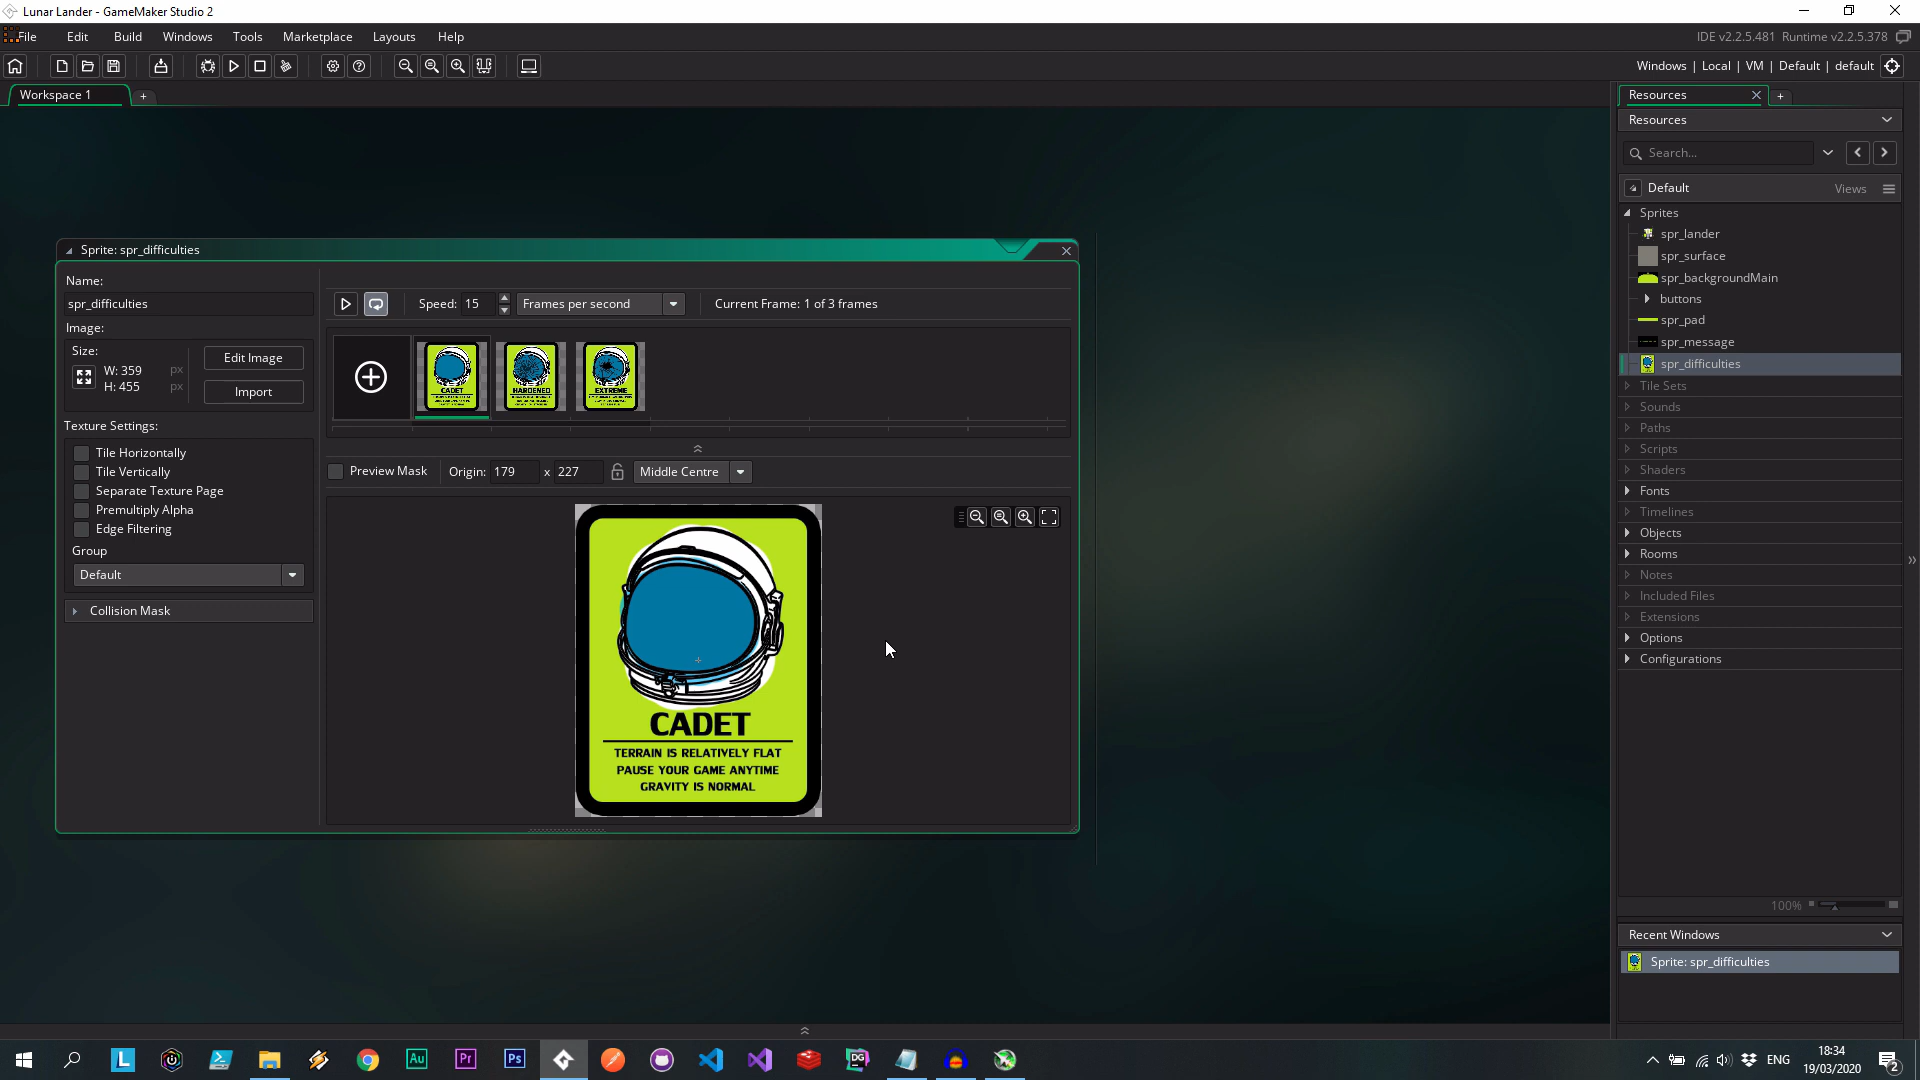 Lunar Lander - GameMaker Studio 2
File Edit Build Windows Tools Marketplace Layouts Help
IDE v2.2.5.481 Runtime v2.2.5.378
Windows | Local | VM | Default | default
Workspace 1
+
Sprite: spr_difficulties
Name:
spr_difficulties
Image:
Size:
W: 359 px
H: 455 px
Edit Image
Import
Texture Settings:
Tile Horizontally
Tile Vertically
Separate Texture Page
Premultiply Alpha
Edge Filtering
Group
Default
Collision Mask
Speed: 15 Frames per second Current Frame: 1 of 3 frames
CADET
HARDENED
EXTREME
Preview Mask Origin: 179 x 227 Middle Centre
CADET
TERRAIN IS RELATIVELY FLAT
PAUSE YOUR GAME ANYTIME
GRAVITY IS NORMAL
Resources
+
Resources
Search...
Default Views
Sprites
spr_lander
spr_surface
spr_backgroundMain
buttons
spr_pad
spr_message
spr_difficulties
Tile Sets
Sounds
Paths
Scripts
Shaders
Fonts
Timelines
Objects
Rooms
Notes
Included Files
Extensions
Options
Configurations
100%
Recent Windows
Sprite: spr_difficulties
L
Au
Pr
Ps
DG
ENG
18:34
19/03/2020
2